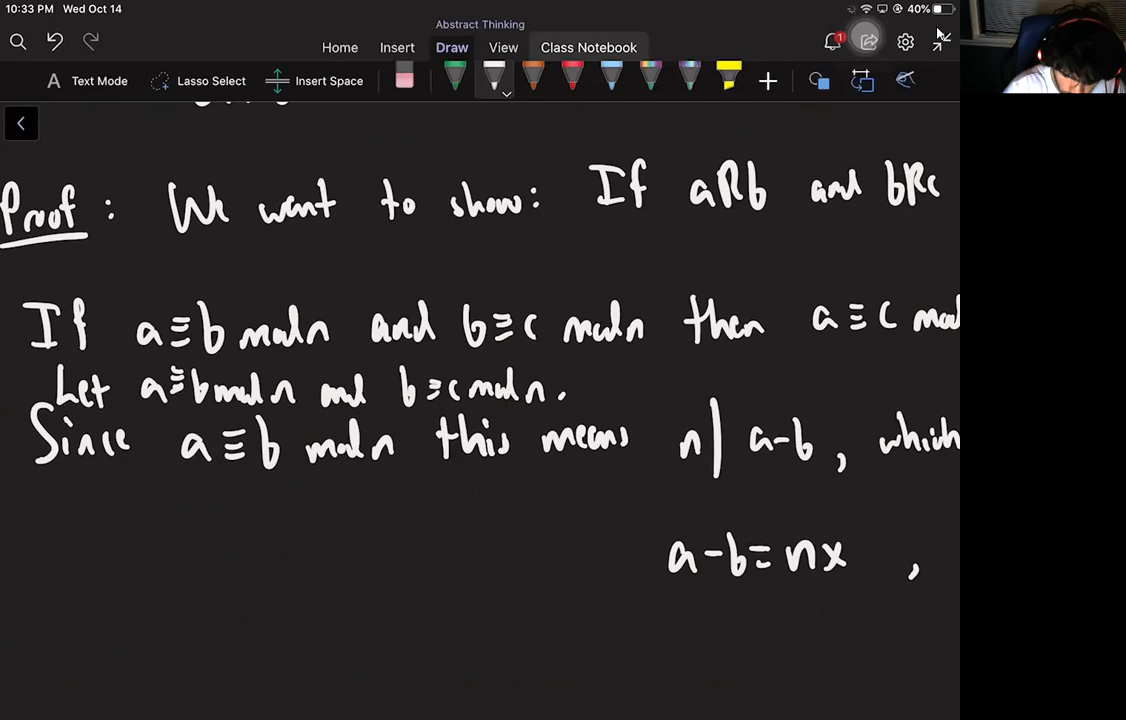 10:33 PM Wed Oct 14
40%
Abstract Thinking
Home Insert Draw View Class Notebook
1
Text Mode Lasso Select Insert Space
Proof : We want to show: If aRb and bRc
If a≡b mod n and b≡c mod n then a≡c mod
Let a≡b mod n and b≡c mod n.
Since a≡b mod n this means n|a-b, which
a-b=nx ,